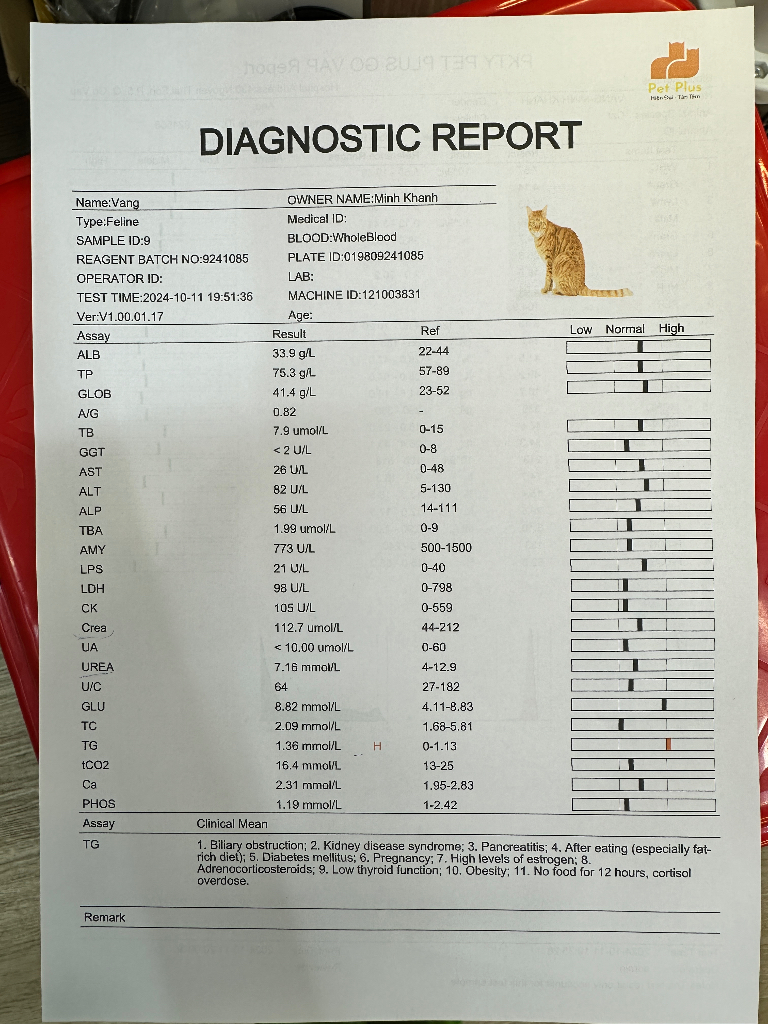 Pet Plus
DIAGNOSTIC REPORT
Name:Vang OWNER NAME:Minh Khanh
Type:Feline Medical ID:
SAMPLE ID:9 BLOOD:WholeBlood
REAGENT BATCH NO:9241085 PLATE ID:019809241085
OPERATOR ID: LAB:
TEST TIME:2024-10-11 19:51:36 MACHINE ID:121003831
Ver:V1.00.01.17 Age:
Assay Result Ref Low Normal High
ALB 33.9 g/L 22-44
TP 75.3 g/L 57-89
GLOB 41.4 g/L 23-52
A/G 0.82 -
TB 7.9 umol/L 0-15
GGT < 2 U/L 0-8
AST 26 U/L 0-48
ALT 82 U/L 5-130
ALP 56 U/L 14-111
TBA 1.99 umol/L 0-9
AMY 773 U/L 500-1500
LPS 21 U/L 0-40
LDH 98 U/L 0-798
CK 105 U/L 0-559
Crea 112.7 umol/L 44-212
UA < 10.00 umol/L 0-60
UREA 7.16 mmol/L 4-12.9
U/C 64 27-182
GLU 8.82 mmol/L 4.11-8.83
TC 2.09 mmol/L 1.68-5.81
TG 1.36 mmol/L H 0-1.13
tCO2 16.4 mmol/L 13-25
Ca 2.31 mmol/L 1.95-2.83
PHOS 1.19 mmol/L 1-2.42
Assay Clinical Mean
TG 1. Biliary obstruction; 2. Kidney disease syndrome; 3. Pancreatitis; 4. After eating (especially fat-
rich diet); 5. Diabetes mellitus; 6. Pregnancy; 7. High levels of estrogen; 8.
Adrenocorticosteroids; 9. Low thyroid function; 10. Obesity; 11. No food for 12 hours, cortisol
overdose.
Remark